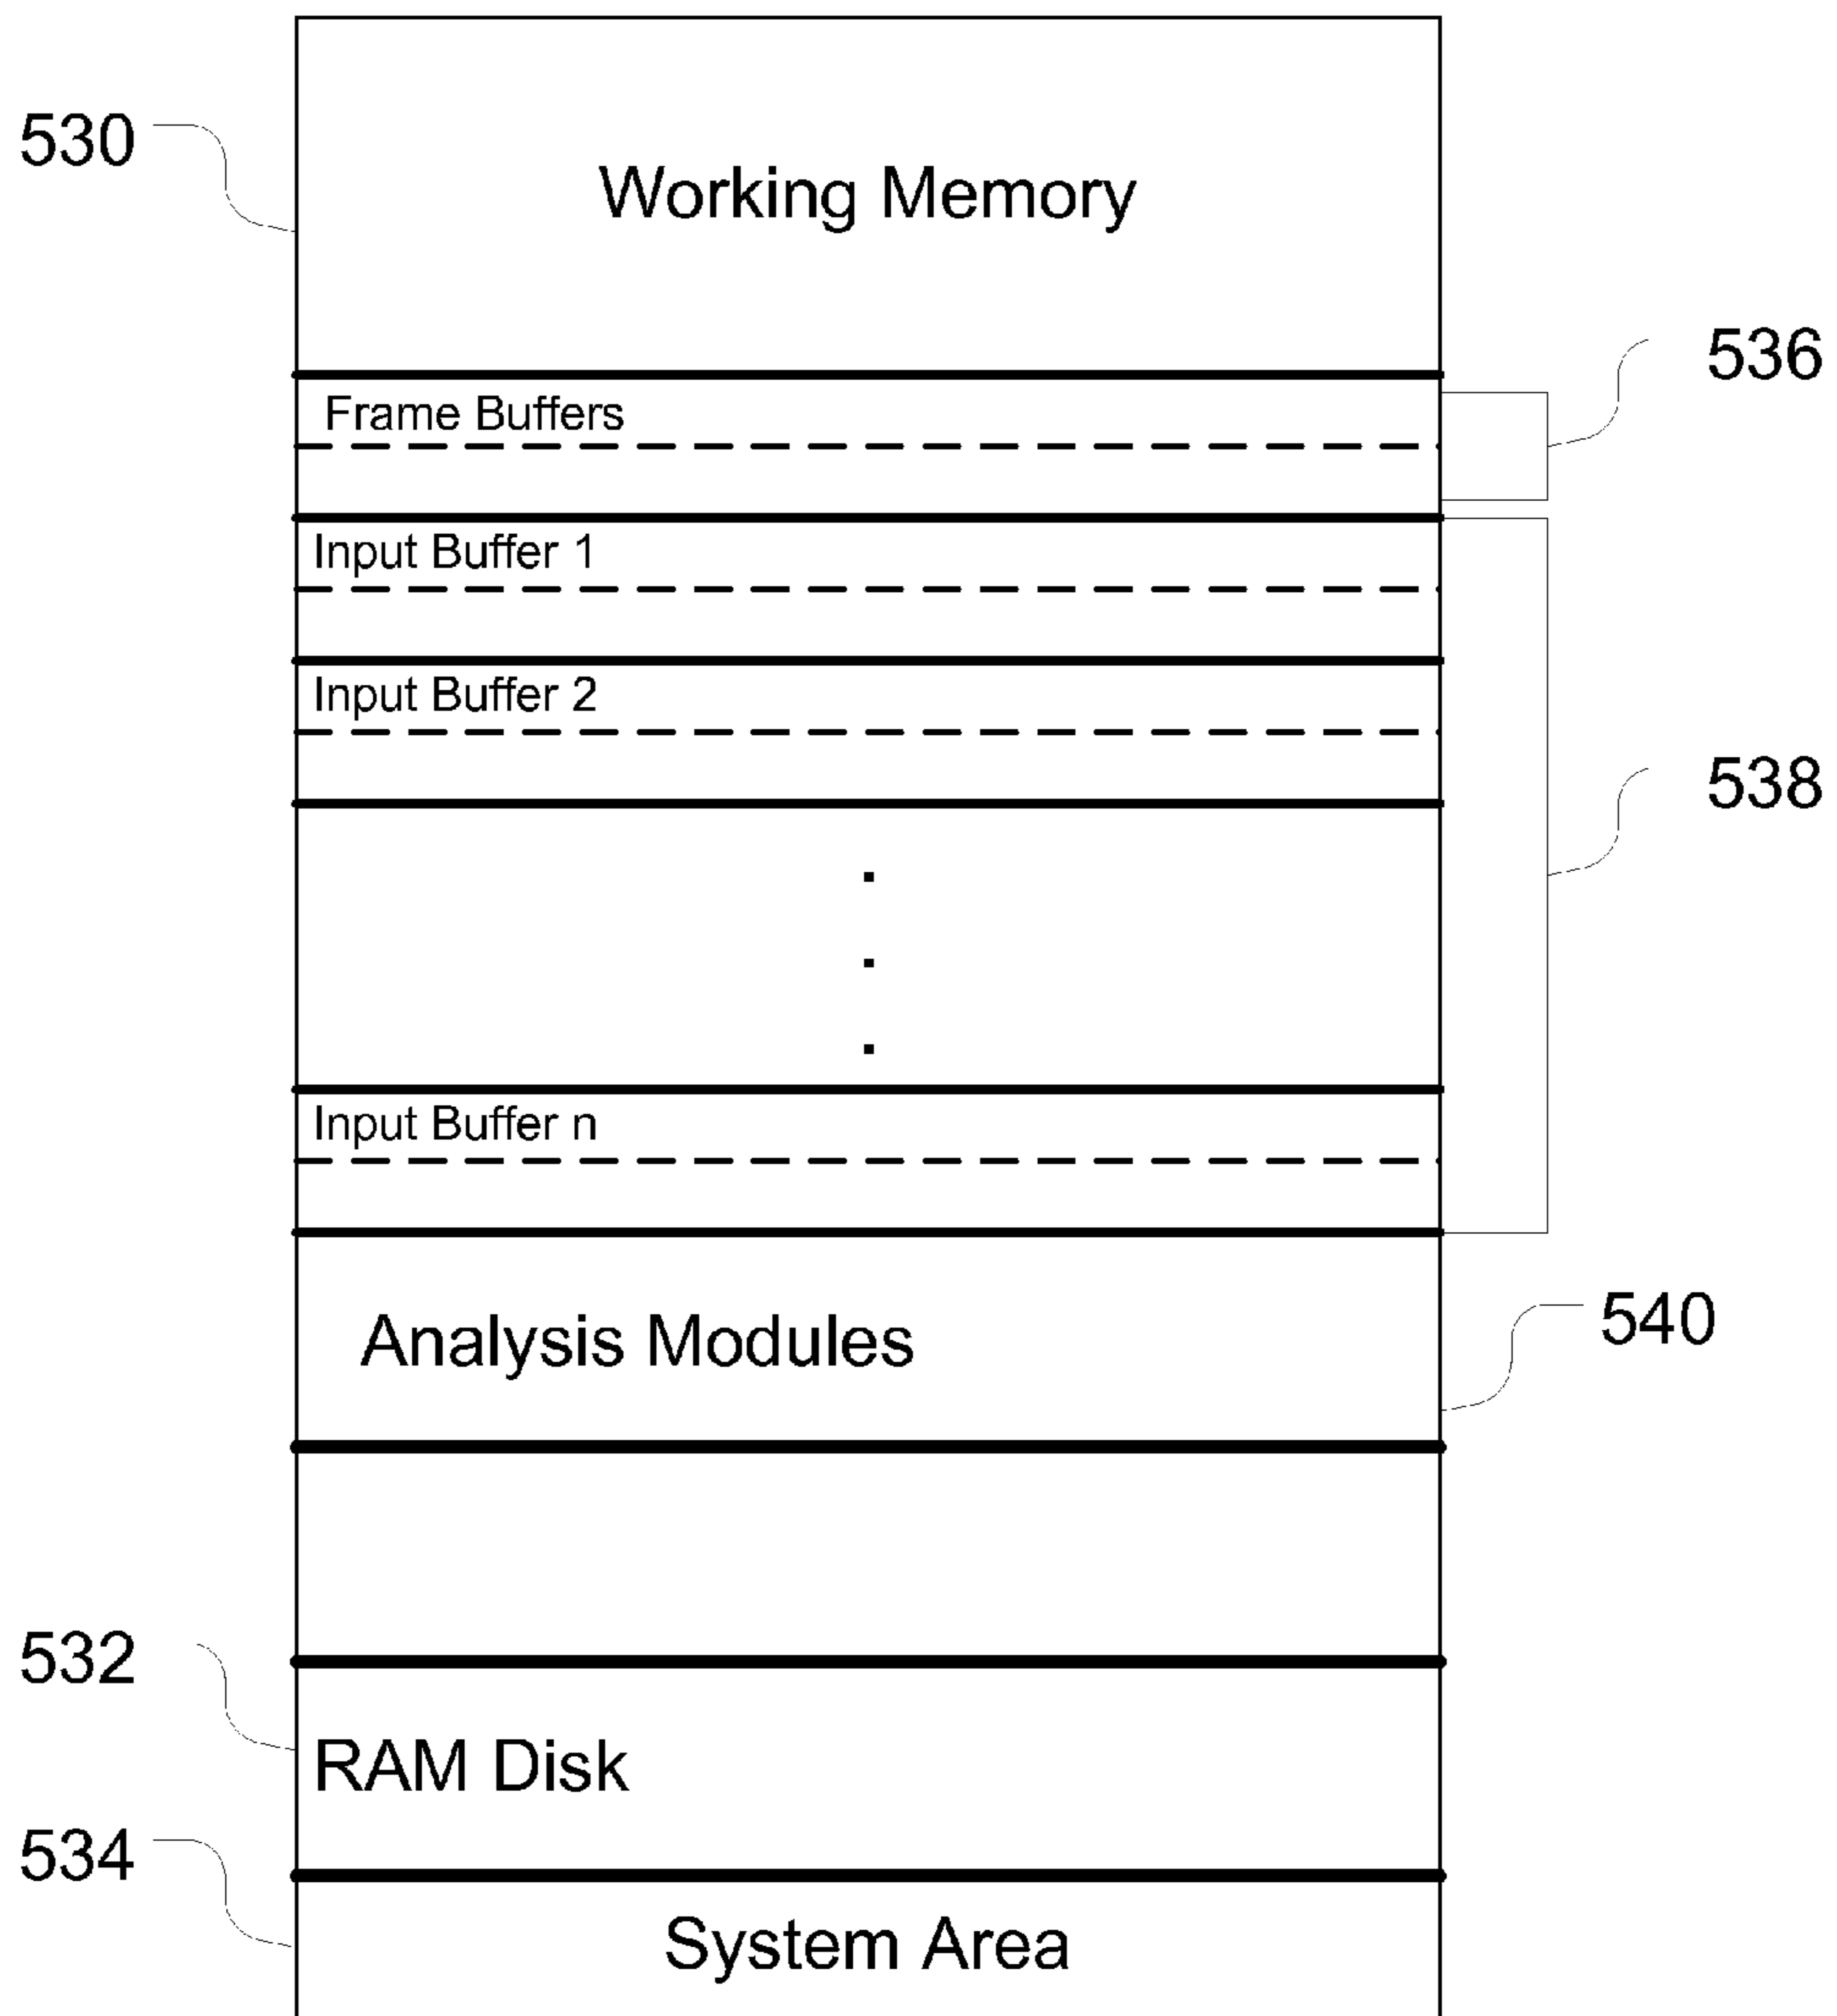 530
Working Memory
536
Frame Buffers
Input Buffer 1
Input Buffer 2
538
.
.
.
Input Buffer n
Analysis Modules
540
532
RAM Disk
534
System Area